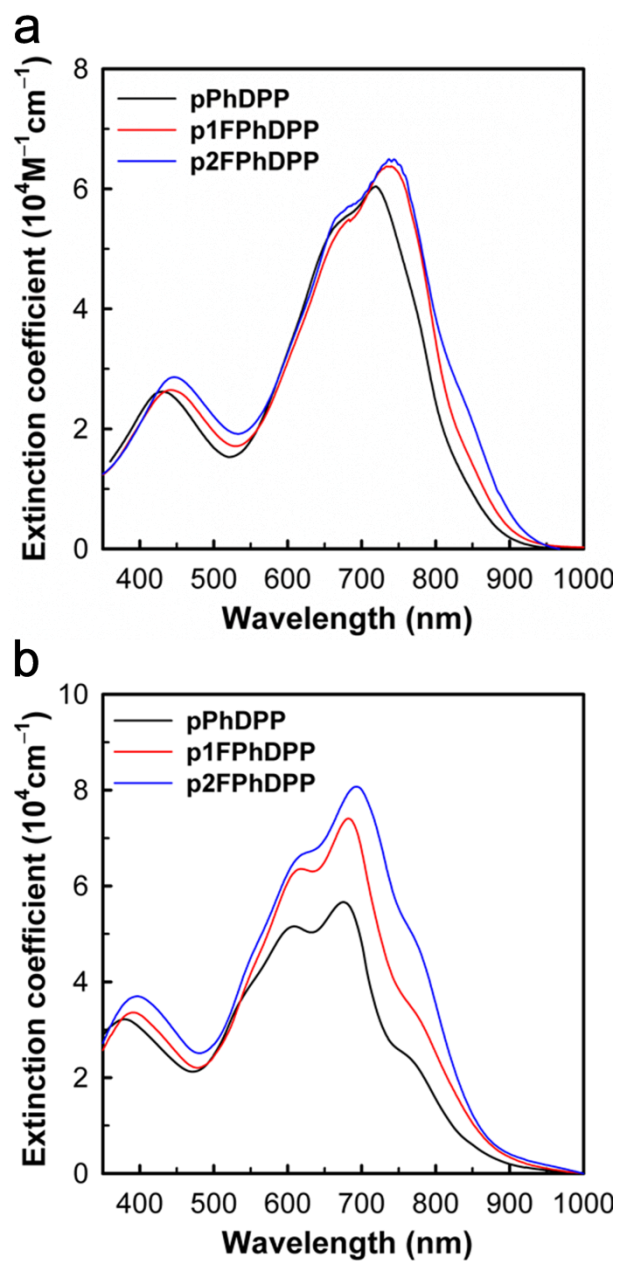 a
Extinction coefficient (10⁴M⁻¹cm⁻¹)
8
6
4
2
0
pPhDPP
p1FPhDPP
p2FPhDPP
400 500 600 700 800 900 1000
Wavelength (nm)
b
Extinction coefficient (10⁴cm⁻¹)
10
8
6
4
2
0
pPhDPP
p1FPhDPP
p2FPhDPP
400 500 600 700 800 900 1000
Wavelength (nm)